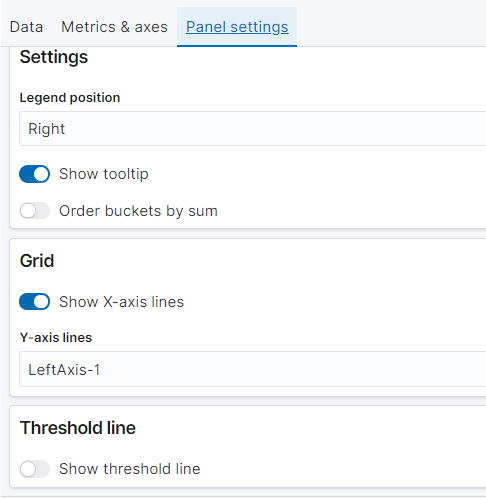 Data Metrics & axes Panel settings
Settings
Legend position
Right
Show tooltip
Order buckets by sum
Grid
Show X-axis lines
Y-axis lines
LeftAxis-1
Threshold line
Show threshold line